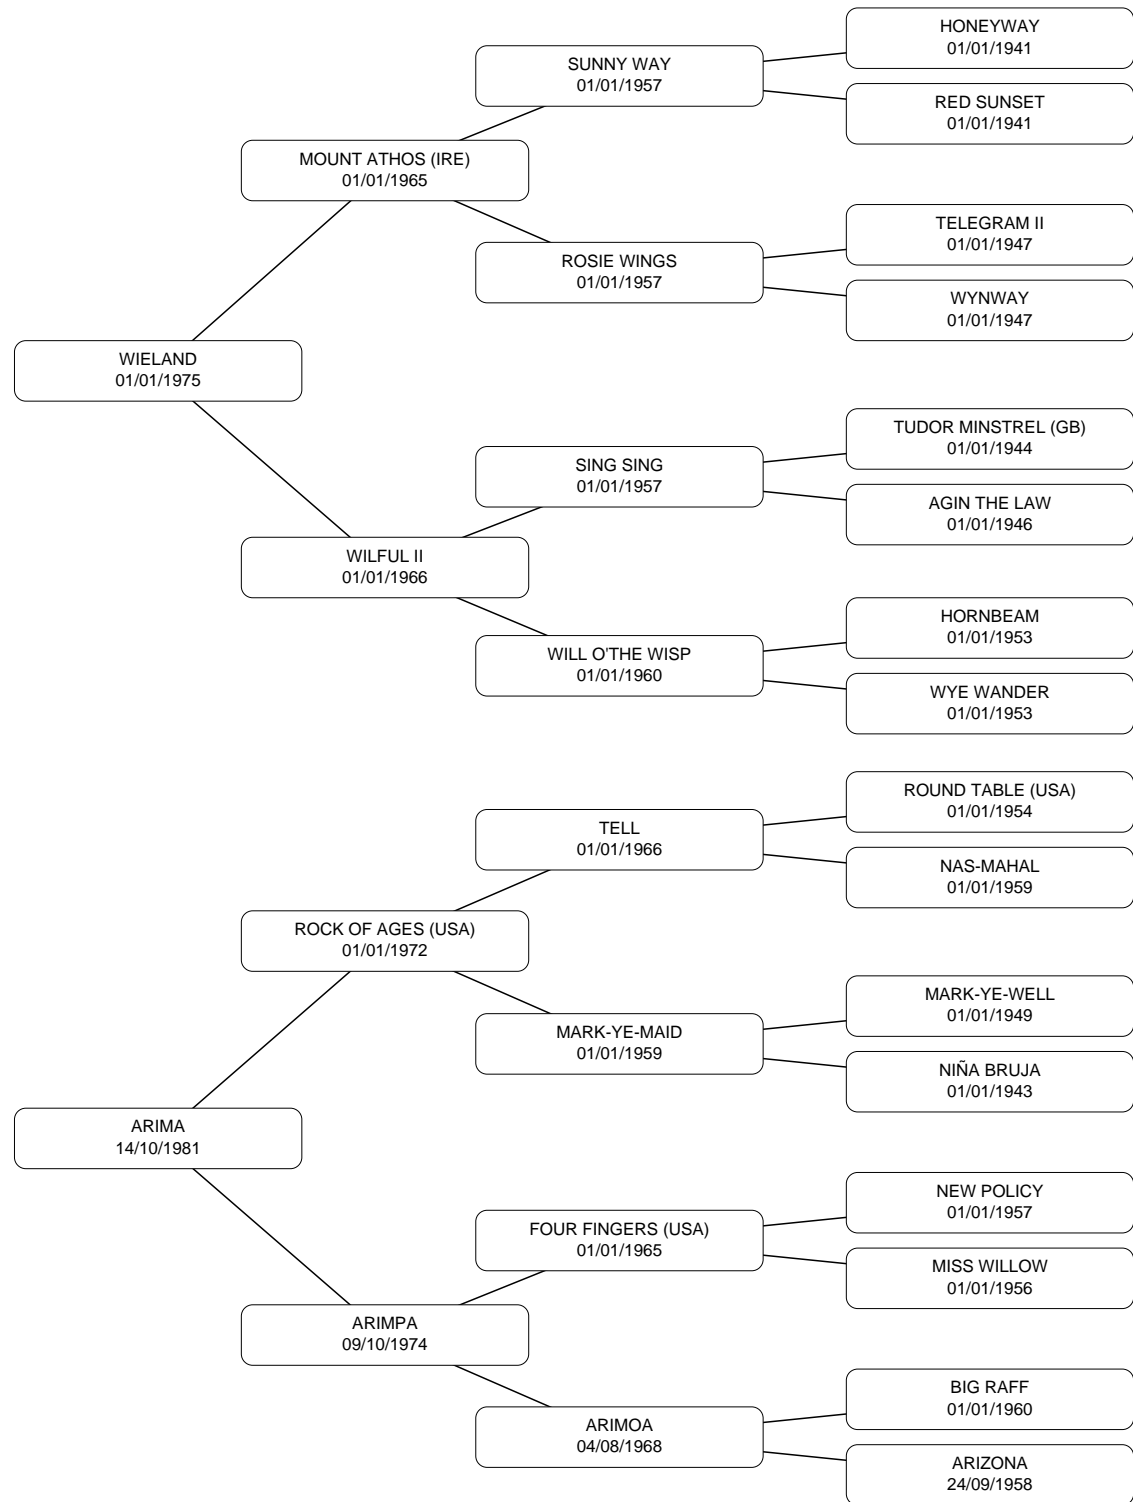 HONEYWAY
01/01/1941
SUNNY WAY
01/01/1957
RED SUNSET
01/01/1941
MOUNT ATHOS (IRE)
01/01/1965
TELEGRAM II
01/01/1947
ROSIE WINGS
01/01/1957
WYNWAY
01/01/1947
WIELAND
01/01/1975
TUDOR MINSTREL (GB)
01/01/1944
SING SING
01/01/1957
AGIN THE LAW
01/01/1946
WILFUL II
01/01/1966
HORNBEAM
01/01/1953
WILL O'THE WISP
01/01/1960
WYE WANDER
01/01/1953
ROUND TABLE (USA)
01/01/1954
TELL
01/01/1966
NAS-MAHAL
01/01/1959
ROCK OF AGES (USA)
01/01/1972
MARK-YE-WELL
01/01/1949
MARK-YE-MAID
01/01/1959
NIÑA BRUJA
01/01/1943
ARIMA
14/10/1981
NEW POLICY
01/01/1957
FOUR FINGERS (USA)
01/01/1965
MISS WILLOW
01/01/1956
ARIMPA
09/10/1974
BIG RAFF
01/01/1960
ARIMOA
04/08/1968
ARIZONA
24/09/1958